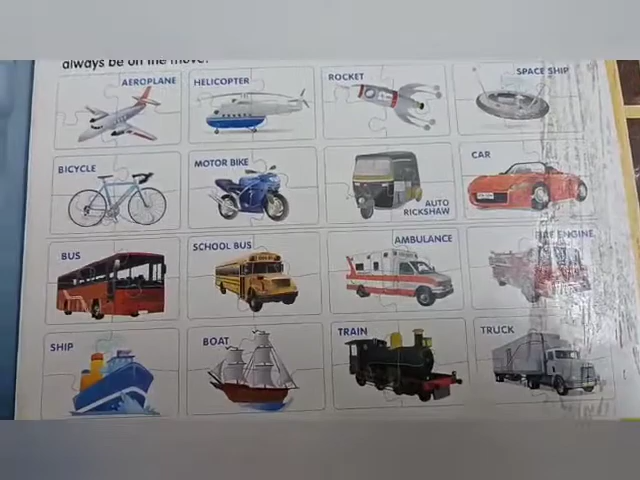 always be on the move!
AEROPLANE
HELICOPTER
ROCKET
SPACE SHIP
BICYCLE
MOTOR BIKE
AUTO
RICKSHAW
CAR
BUS
SCHOOL BUS
AMBULANCE
FIRE ENGINE
SHIP
BOAT
TRAIN
TRUCK